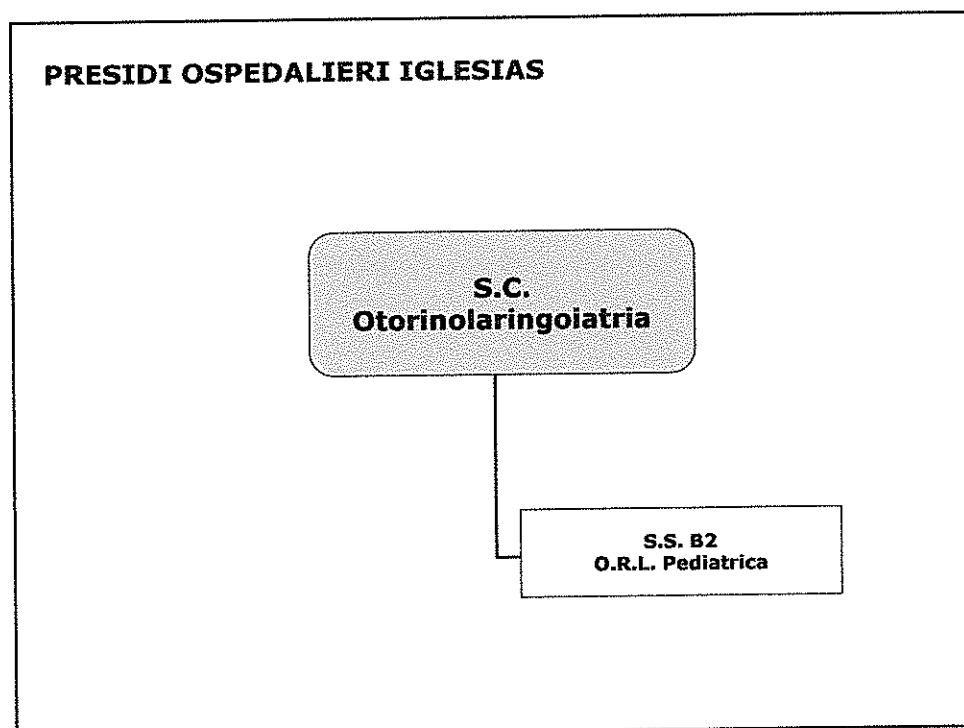 PRESIDI OSPEDALIERI IGLESIAS
S.C.
Otorinolaringoiatria
S.S. B2
O.R.L. Pediatrica